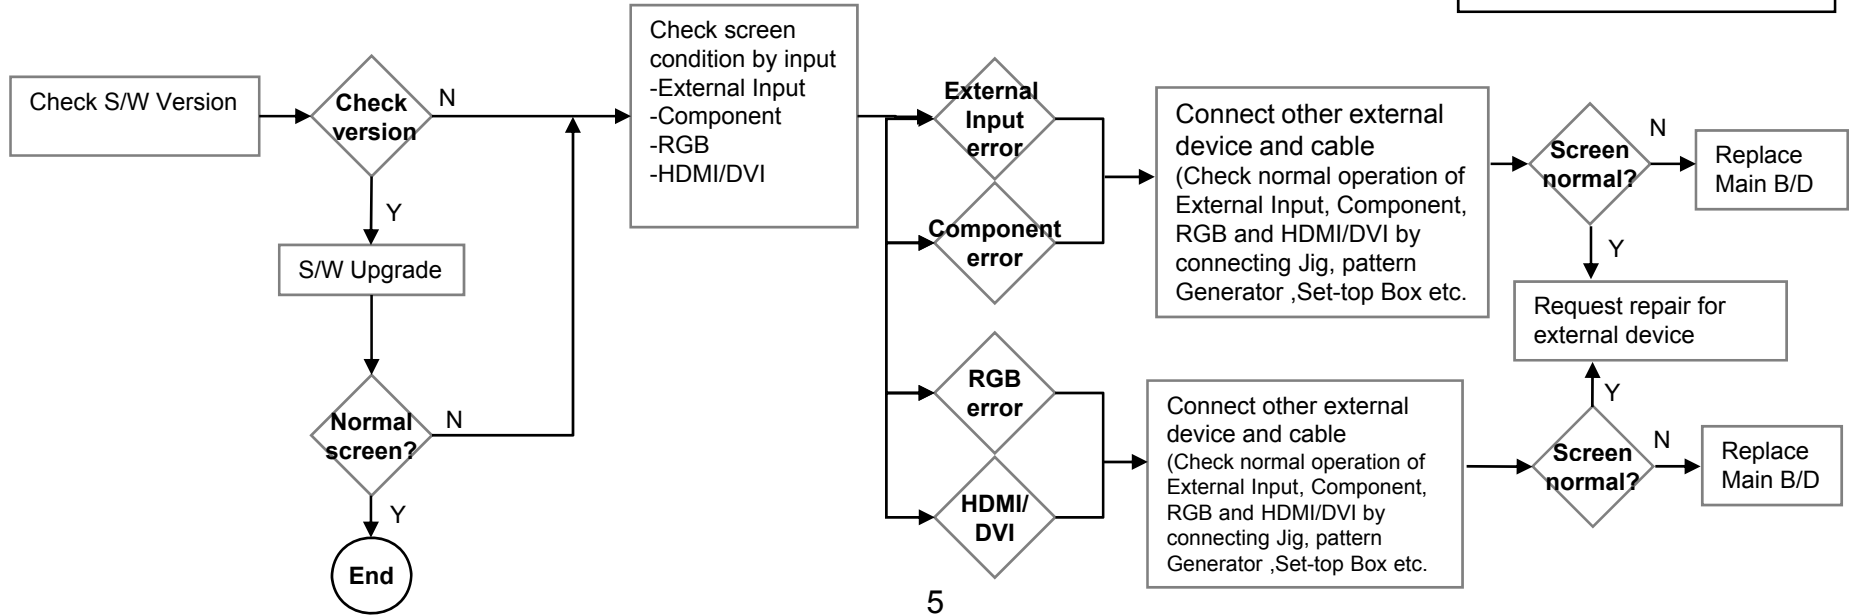 Check S/W Version
Check
version
N
Y
S/W Upgrade
Normal
screen?
N
Y
End
Check screen
condition by input
-External Input
-Component
-RGB
-HDMI/DVI
External
Input
error
Component
error
RGB
error
HDMI/
DVI
Connect other external
device and cable
(Check normal operation of
External Input, Component,
RGB and HDMI/DVI by
connecting Jig, pattern
Generator ,Set-top Box etc.
Connect other external
device and cable
(Check normal operation of
External Input, Component,
RGB and HDMI/DVI by
connecting Jig, pattern
Generator ,Set-top Box etc.
Screen
normal?
N
Replace
Main B/D
Y
Request repair for
external device
Y
Screen
normal?
N
Replace
Main B/D
5